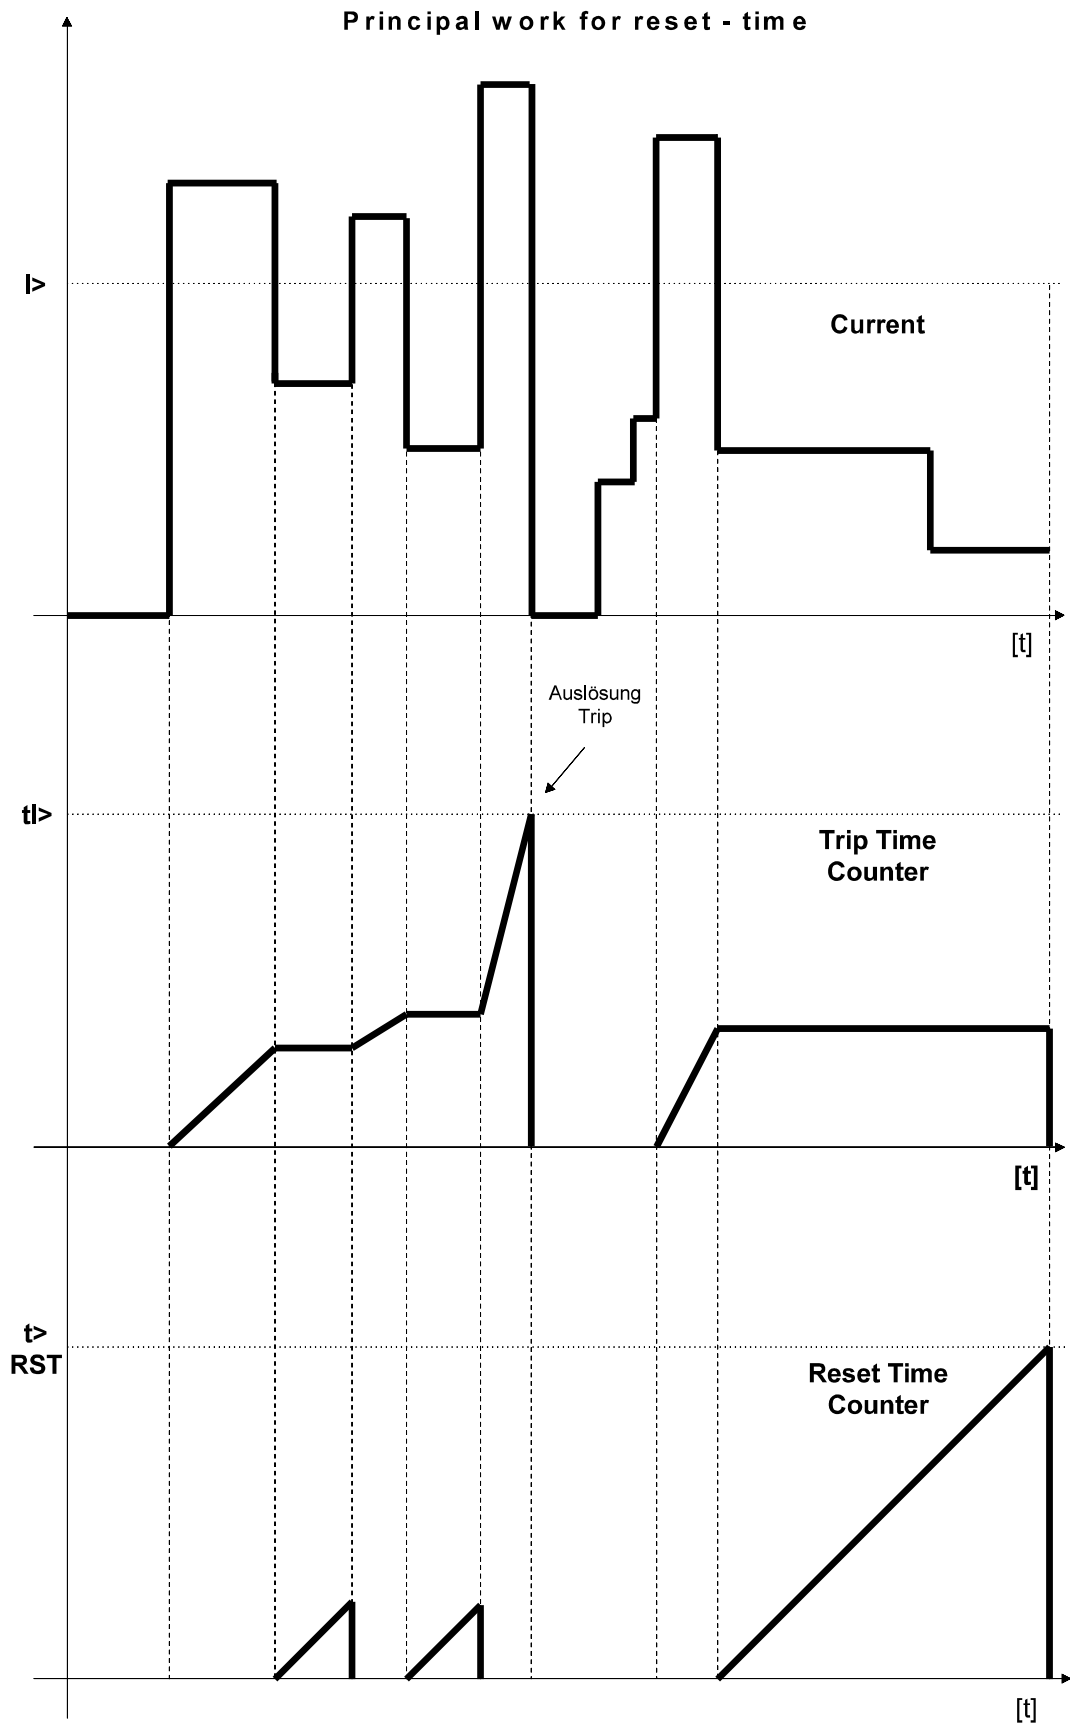 Principal work for reset - time
I>
Current
[t]
Auslösung
Trip
tI>
Trip Time
Counter
[t]
t>
RST
Reset Time
Counter
[t]